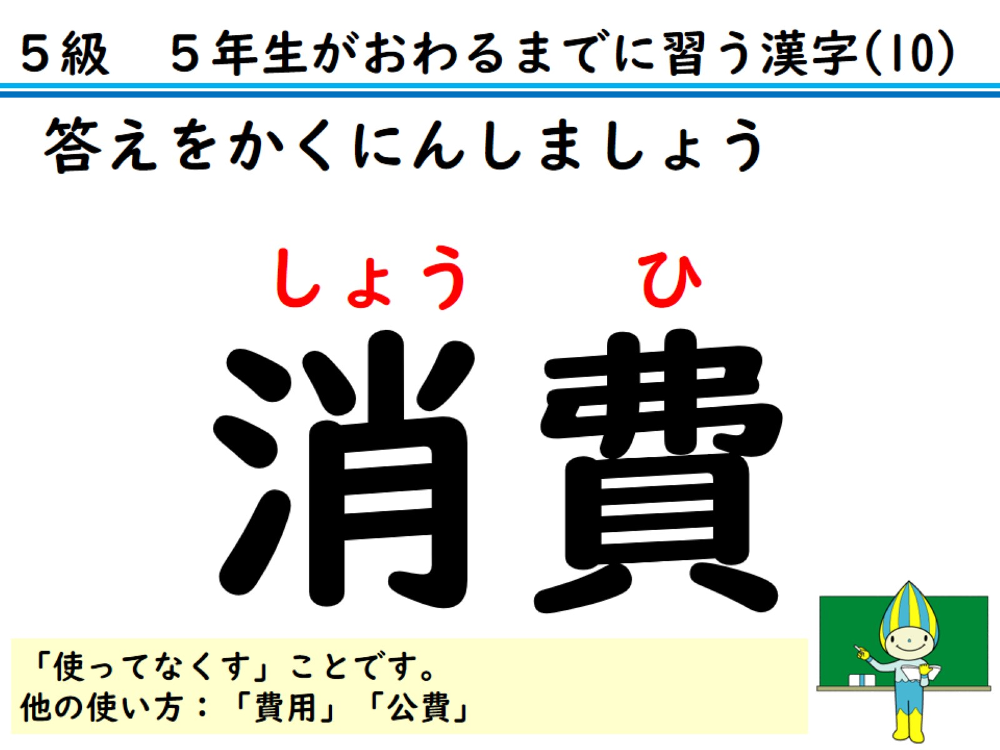 ５級　５年生がおわるまでに習う漢字(10)
答えをかくにんしましょう
しょう　ひ
消費
「使ってなくす」ことです。
他の使い方：「費用」「公費」